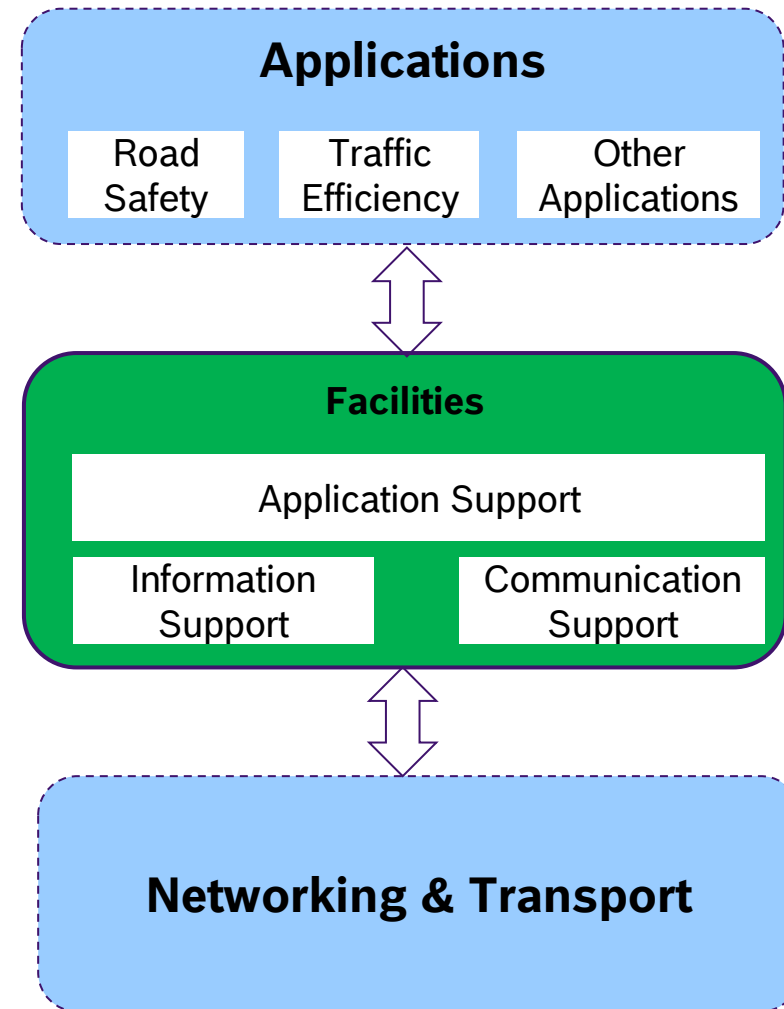 Applications
Road
Safety
Traffic
Efficiency
Other
Applications
Facilities
Application Support
Information
Support
Communication
Support
Networking & Transport